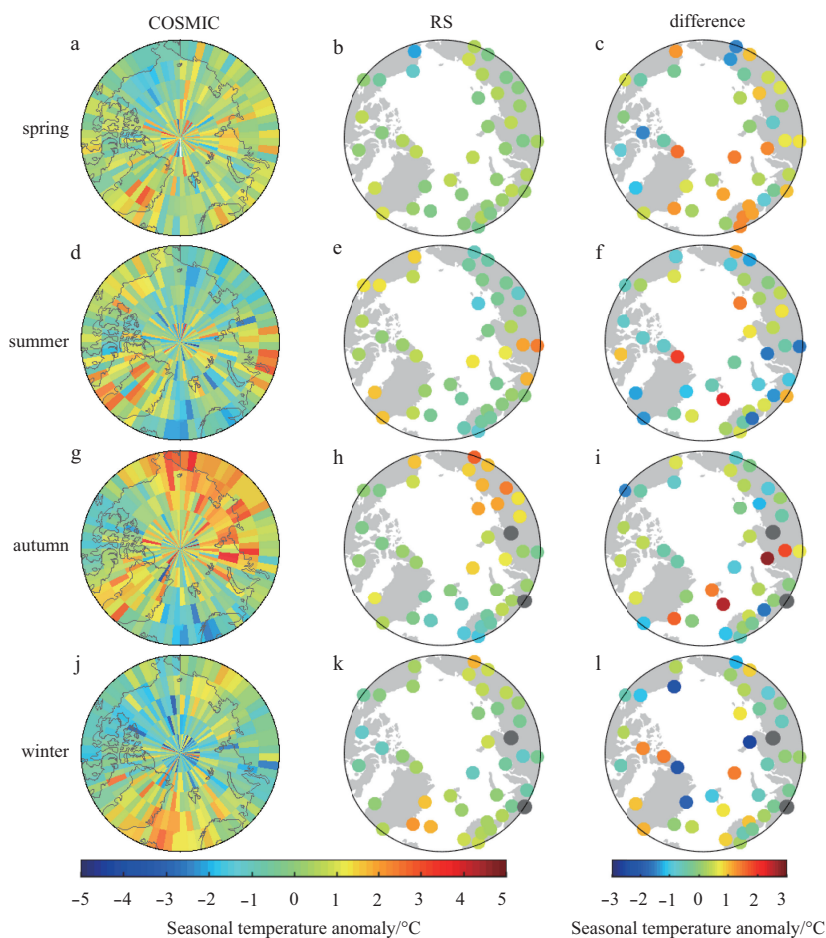 COSMIC RS difference
a b c
spring
d e f
summer
g h i
autumn
j k l
winter
-5 -4 -3 -2 -1 0 1 2 3 4 5 -3 -2 -1 0 1 2 3
Seasonal temperature anomaly/°C Seasonal temperature anomaly/°C